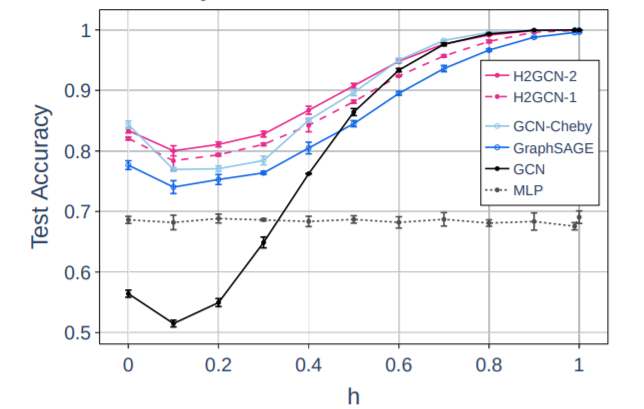 1
0.9
0.8
0.7
0.6
0.5
Test Accuracy
H2GCN-2
H2GCN-1
GCN-Cheby
GraphSAGE
GCN
MLP
0
0.2
0.4
0.6
0.8
1
h